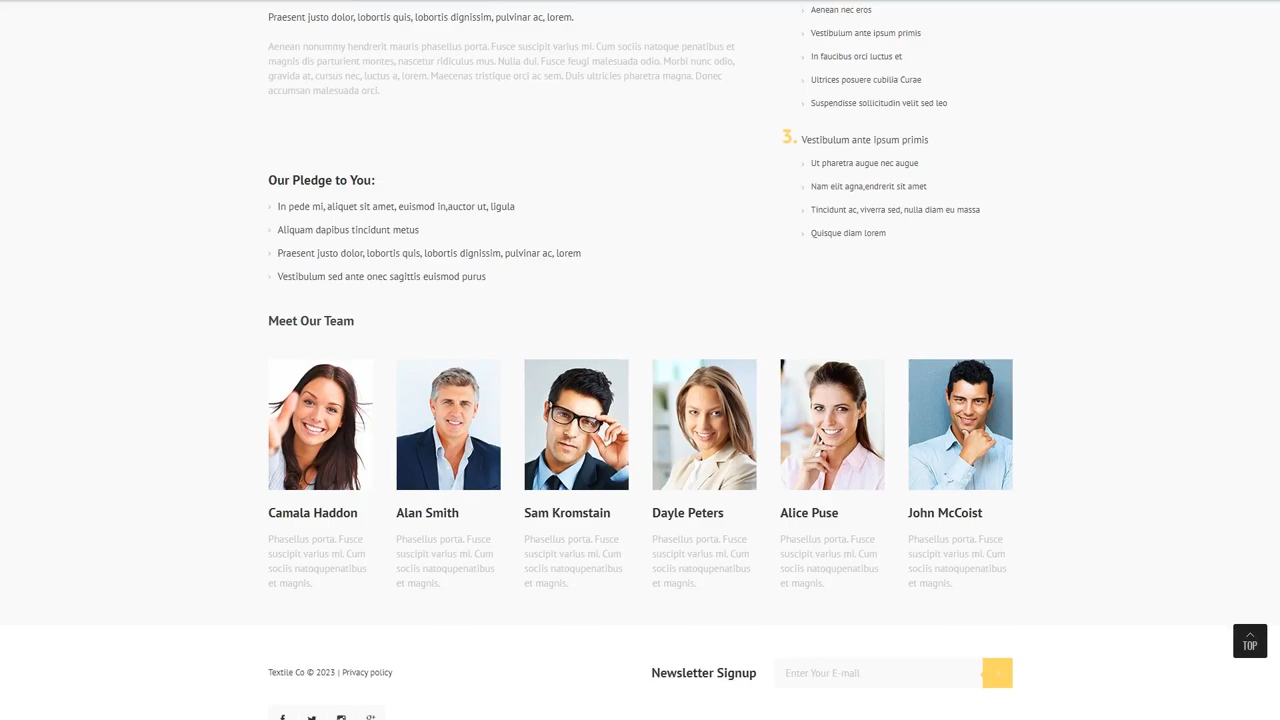 Praesent justo dolor, lobortis quis, lobortis dignissim, pulvinar ac, lorem.
Aenean nonummy hendrerit mauris phasellus porta. Fusce suscipit varius mi. Cum sociis natoque penatibus et
magnis dis parturient montes, nascetur ridiculus mus. Nulla dui. Fusce feugi malesuada odio. Morbi nunc odio,
gravida at, cursus nec, luctus a, lorem. Maecenas tristique orci ac sem. Duis ultricies pharetra magna. Donec
accumsan malesuada orci.
Our Pledge to You:
In pede mi, aliquet sit amet, euismod in,auctor ut, ligula
Aliquam dapibus tincidunt metus
Praesent justo dolor, lobortis quis, lobortis dignissim, pulvinar ac, lorem
Vestibulum sed ante onec sagittis euismod purus
Aenean nec eros
Vestibulum ante ipsum primis
In faucibus orci luctus et
Ultrices posuere cubilia Curae
Suspendisse sollicitudin velit sed leo
3. Vestibulum ante ipsum primis
Ut pharetra augue nec augue
Nam elit agna,endrerit sit amet
Tincidunt ac, viverra sed, nulla diam eu massa
Quisque diam lorem
Meet Our Team
Camala Haddon
Phasellus porta. Fusce
suscipit varius mi. Cum
sociis natoqupenatibus
et magnis.
Alan Smith
Phasellus porta. Fusce
suscipit varius mi. Cum
sociis natoqupenatibus
et magnis.
Sam Kromstain
Phasellus porta. Fusce
suscipit varius mi. Cum
sociis natoqupenatibus
et magnis.
Dayle Peters
Phasellus porta. Fusce
suscipit varius mi. Cum
sociis natoqupenatibus
et magnis.
Alice Puse
Phasellus porta. Fusce
suscipit varius mi. Cum
sociis natoqupenatibus
et magnis.
John McCoist
Phasellus porta. Fusce
suscipit varius mi. Cum
sociis natoqupenatibus
et magnis.
TOP
Textile Co © 2023 | Privacy policy
Newsletter Signup
Enter Your E-mail